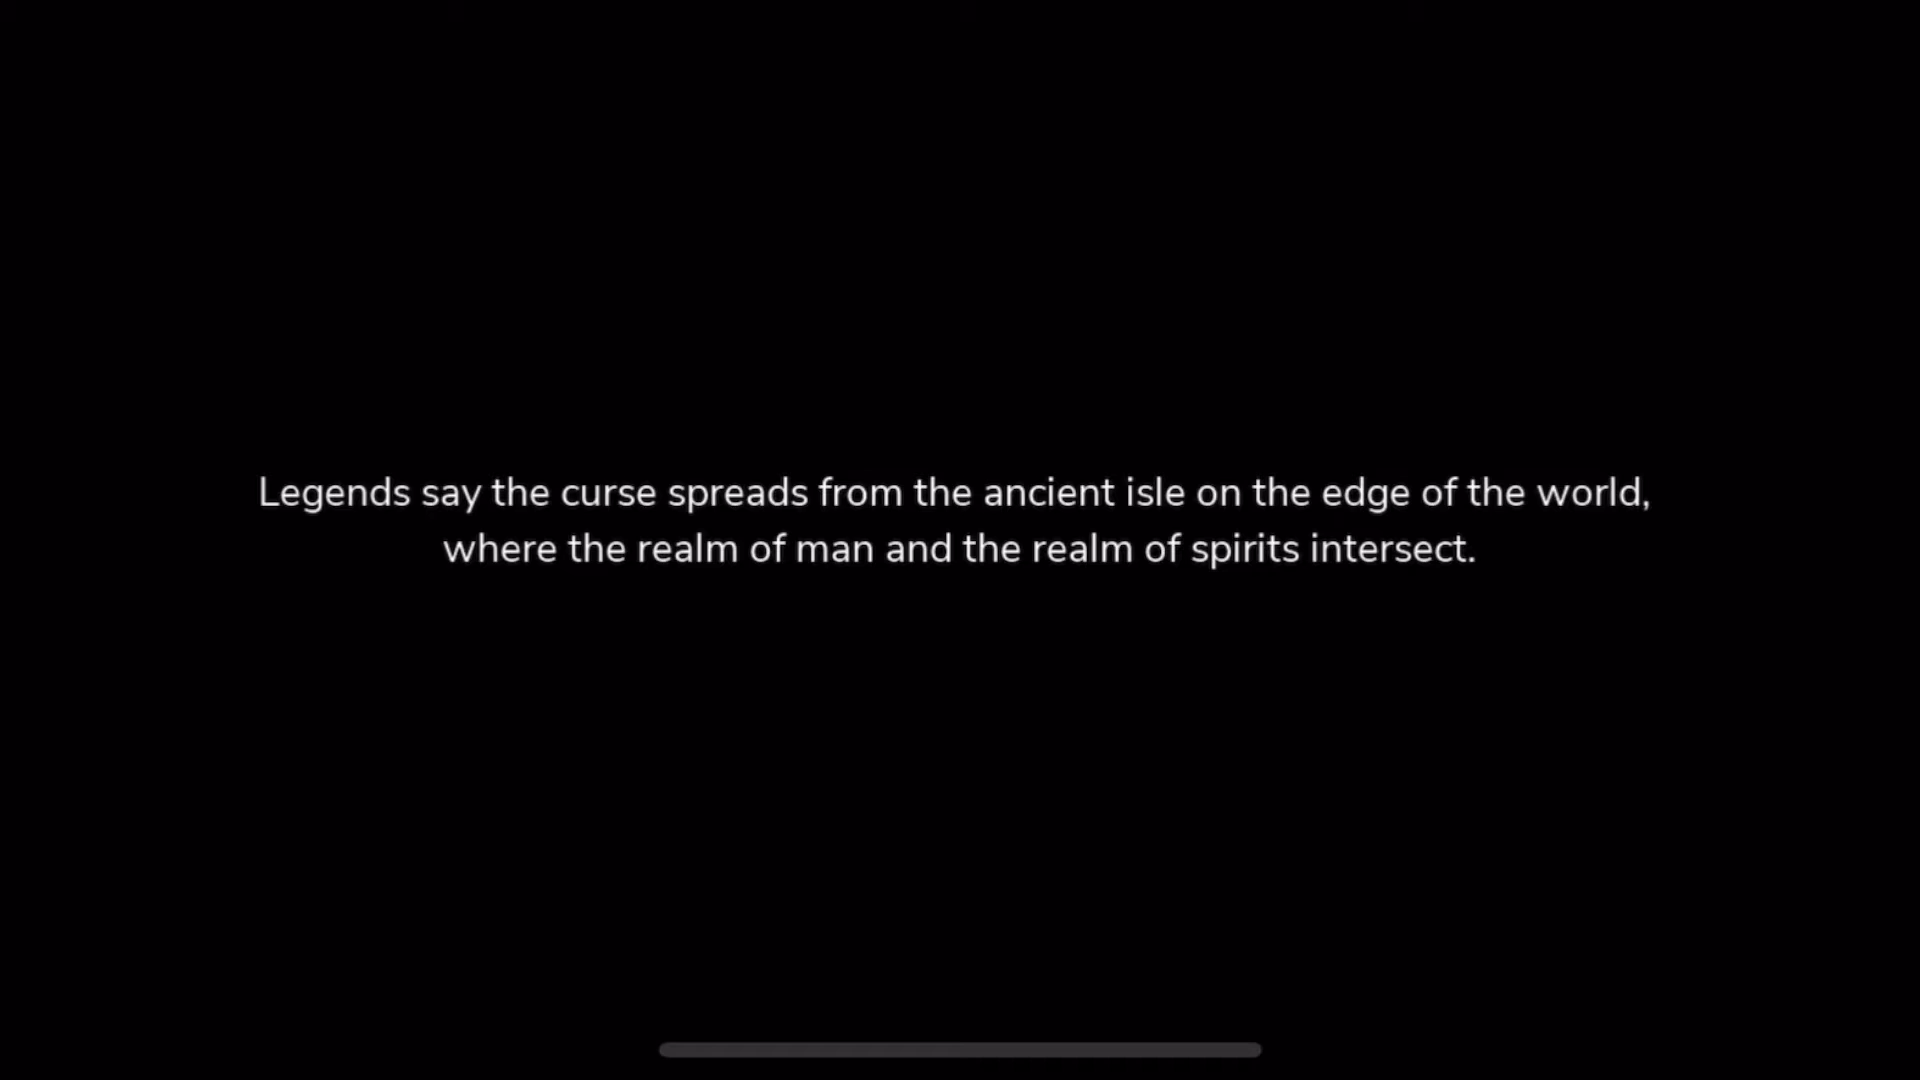 Legends say the curse spreads from the ancient isle on the edge of the world,
where the realm of man and the realm of spirits intersect.